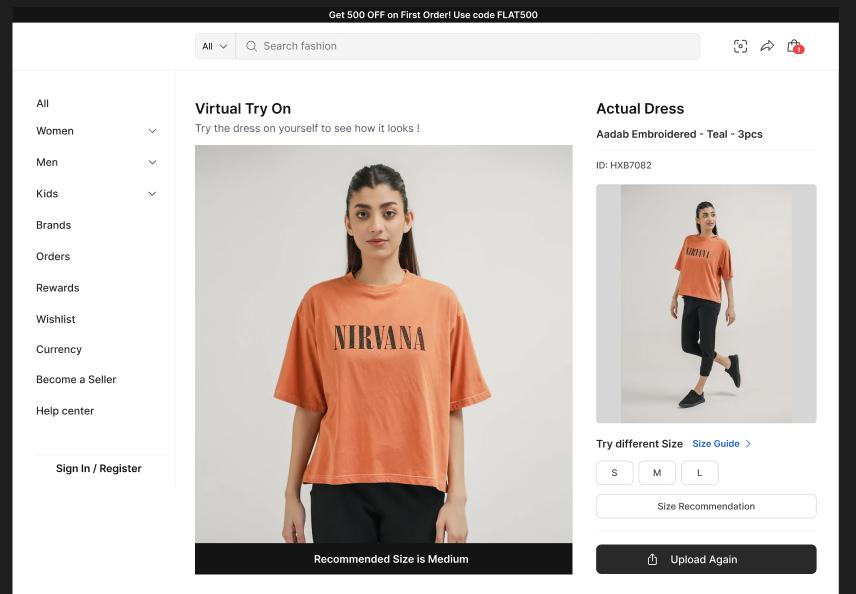 Get 500 OFF on First Order! Use code FLAT500
All
Search fashion
1
All
Women
Men
Kids
Brands
Orders
Rewards
Wishlist
Currency
Become a Seller
Help center
Sign In / Register
Virtual Try On
Try the dress on yourself to see how it looks !
NIRVANA
Recommended Size is Medium
Actual Dress
Aadab Embroidered - Teal - 3pcs
ID: HXB7082
NIRVANA
Try different Size Size Guide
S M L
Size Recommendation
Upload Again